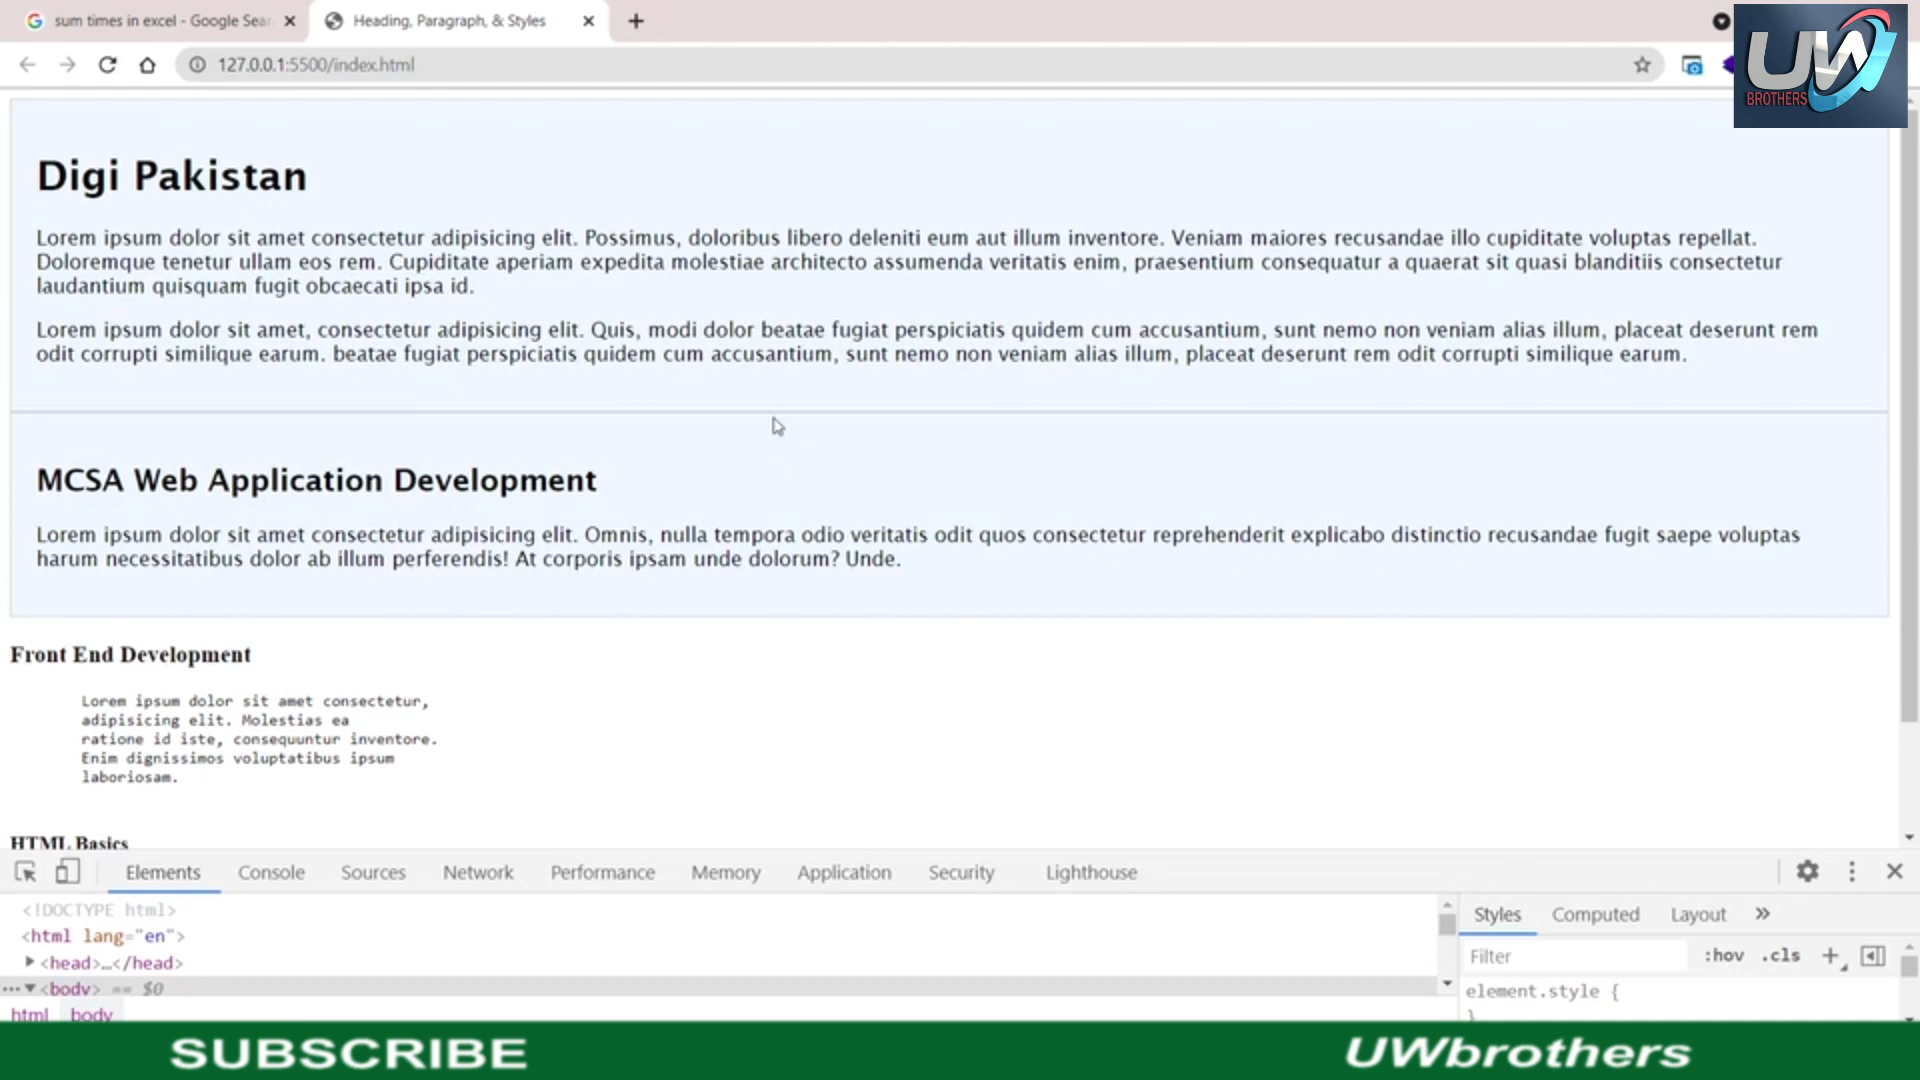 sum times in excel - Google Sear
Heading, Paragraph, & Styles
127.0.0.1:5500/index.html
UW
BROTHERS
Digi Pakistan
Lorem ipsum dolor sit amet consectetur adipisicing elit. Possimus, doloribus libero deleniti eum aut illum inventore. Veniam maiores recusandae illo cupiditate voluptas repellat.
Doloremque tenetur ullam eos rem. Cupiditate aperiam expedita molestiae architecto assumenda veritatis enim, praesentium consequatur a quaerat sit quasi blanditiis consectetur
laudantium quisquam fugit obcaecati ipsa id.
Lorem ipsum dolor sit amet, consectetur adipisicing elit. Quis, modi dolor beatae fugiat perspiciatis quidem cum accusantium, sunt nemo non veniam alias illum, placeat deserunt rem
odit corrupti similique earum. beatae fugiat perspiciatis quidem cum accusantium, sunt nemo non veniam alias illum, placeat deserunt rem odit corrupti similique earum.
MCSA Web Application Development
Lorem ipsum dolor sit amet consectetur adipisicing elit. Omnis, nulla tempora odio veritatis odit quos consectetur reprehenderit explicabo distinctio recusandae fugit saepe voluptas
harum necessitatibus dolor ab illum perferendis! At corporis ipsam unde dolorum? Unde.
Front End Development
Lorem ipsum dolor sit amet consectetur,
adipisicing elit. Molestias ea
ratione id iste, consequuntur inventore.
Enim dignissimos voluptatibus ipsum
laboriosam.
HTML Basics
Elements Console Sources Network Performance Memory Application Security Lighthouse
<!DOCTYPE html>
<html lang="en">
<head>…</head>
<body> == $0
html body
Styles Computed Layout
Filter :hov .cls
element.style {
}
SUBSCRIBE UWbrothers